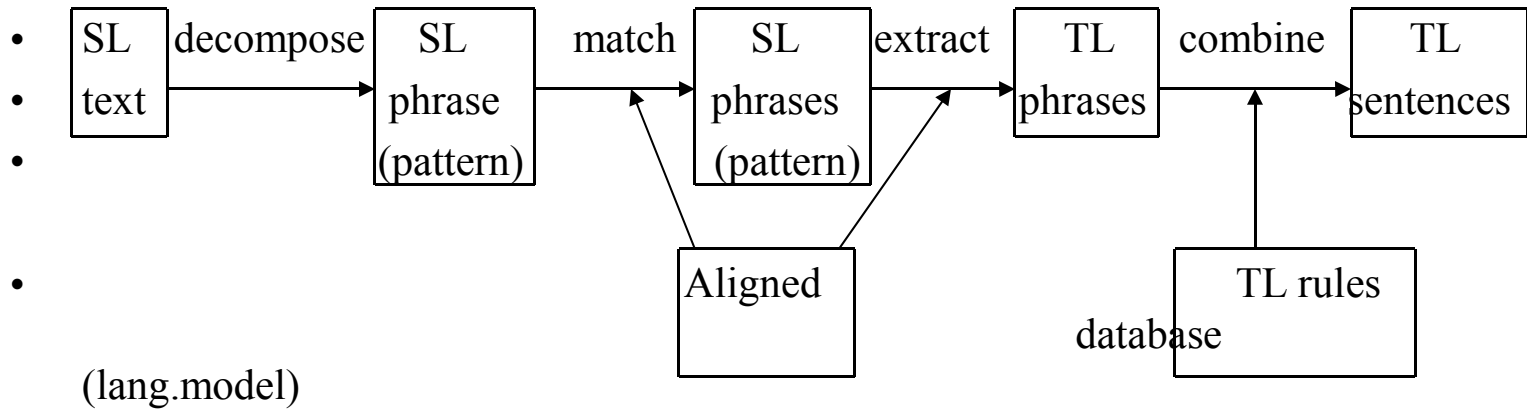 • SL decompose SL match SL extract TL combine TL
• text phrase phrases phrases sentences
• (pattern) (pattern)
• Aligned TL rules
database
(lang.model)